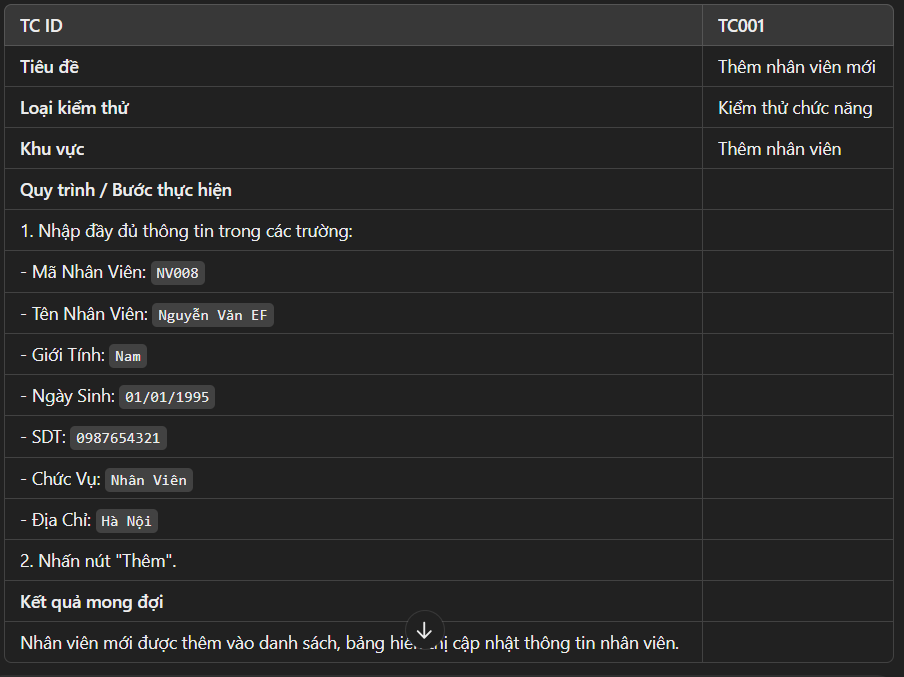 TC ID TC001
Tiêu đề Thêm nhân viên mới
Loại kiểm thử Kiểm thử chức năng
Khu vực Thêm nhân viên
Quy trình / Bước thực hiện
1. Nhập đầy đủ thông tin trong các trường:
- Mã Nhân Viên: NV008
- Tên Nhân Viên: Nguyễn Văn EF
- Giới Tính: Nam
- Ngày Sinh: 01/01/1995
- SDT: 0987654321
- Chức Vụ: Nhân Viên
- Địa Chỉ: Hà Nội
2. Nhấn nút "Thêm".
Kết quả mong đợi
Nhân viên mới được thêm vào danh sách, bảng cập nhật thông tin nhân viên.